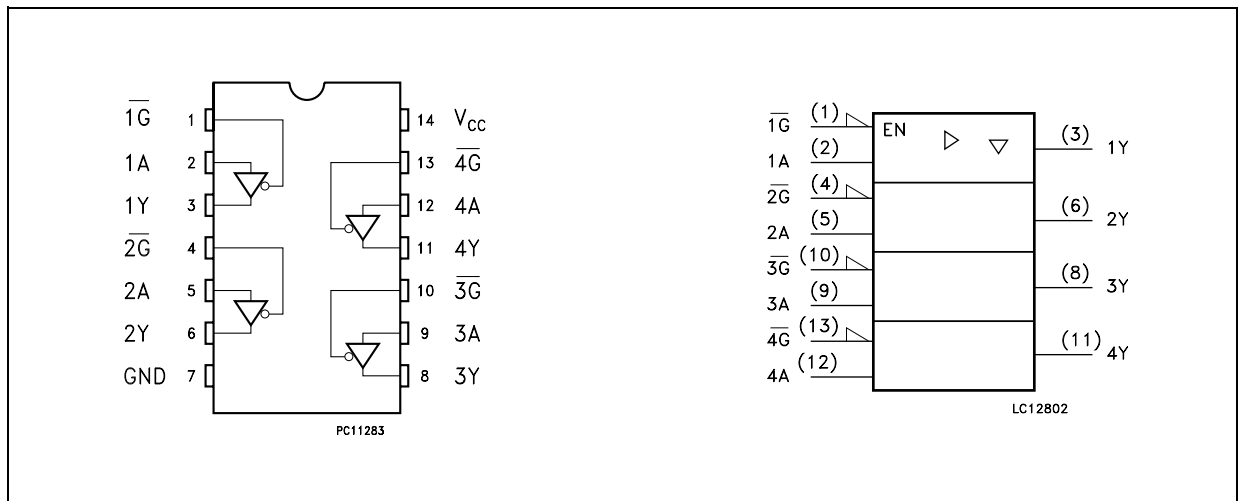 1G̅ 1
1A 2
1Y 3
2G̅ 4
2A 5
2Y 6
GND 7
14 VCC
13 4G̅
12 4A
11 4Y
10 3G̅
9 3A
8 3Y
PC11283
1G̅ (1)
1A (2)
2G̅ (4)
2A (5)
3G̅ (10)
3A (9)
4G̅ (13)
4A (12)
EN
(3) 1Y
(6) 2Y
(8) 3Y
(11) 4Y
LC12802